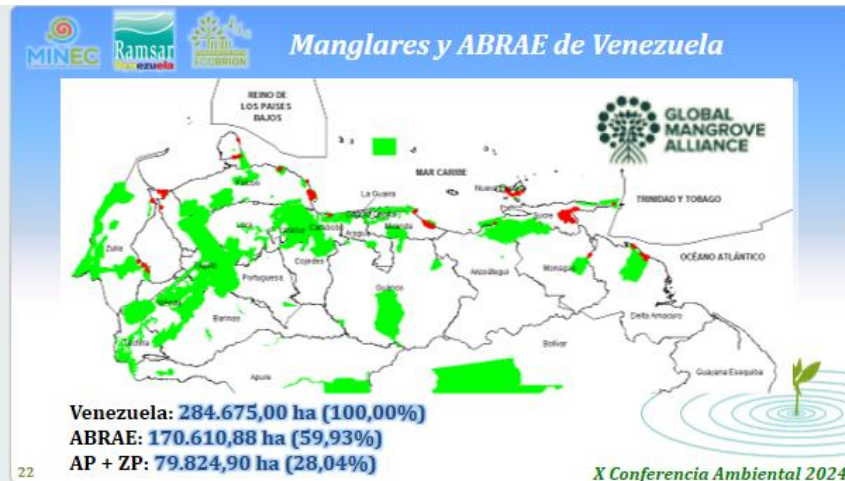 MINEC
Ramsar
Venezuela
ECOBRION
Manglares y ABRAE de Venezuela
REINO DE
LOS PAISES
BAJOS
GLOBAL
MANGROVE
ALLIANCE
MAR CARIBE
La Guaira
TRINIDAD Y TOBAGO
Sucre
Falcón
Zulia
Lara
Carabobo
Aragua
Miranda
OCÉANO ATLÁNTICO
Cojedes
Portuguesa
Guárico
Anzoátegui
Monagas
Barinas
Delta Amacuro
Bolívar
Apure
Guayana Esequiba
Venezuela: 284.675,00 ha (100,00%)
ABRAE: 170.610,88 ha (59,93%)
AP + ZP: 79.824,90 ha (28,04%)
22
X Conferencia Ambiental 2024